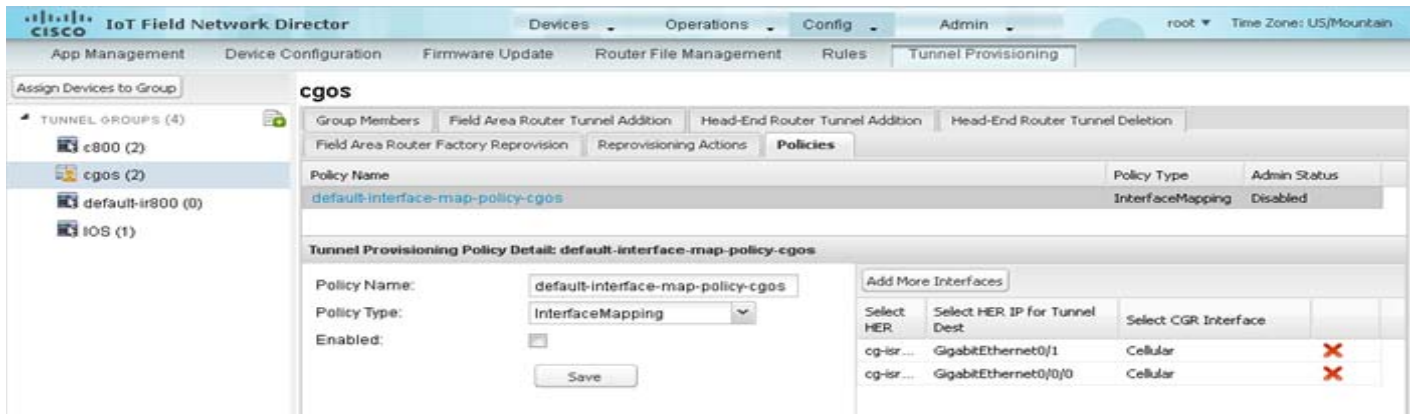 CISCO IoT Field Network Director
Devices Operations Config Admin root Time Zone: US/Mountain
App Management Device Configuration Firmware Update Router File Management Rules Tunnel Provisioning
Assign Devices to Group
TUNNEL GROUPS (4)
c800 (2)
cgos (2)
default-ir800 (0)
IOS (1)
cgos
Group Members Field Area Router Tunnel Addition Head-End Router Tunnel Addition Head-End Router Tunnel Deletion
Field Area Router Factory Reprovision Reprovisioning Actions Policies
Policy Name Policy Type Admin Status
default-interface-map-policy-cgos InterfaceMapping Disabled
Tunnel Provisioning Policy Detail: default-interface-map-policy-cgos
Policy Name: default-interface-map-policy-cgos
Policy Type: InterfaceMapping
Enabled:
Save
Add More Interfaces
Select HER Select HER IP for Tunnel Dest Select CGR Interface
cg-isr... GigabitEthernet0/1 Cellular
cg-isr... GigabitEthernet0/0/0 Cellular